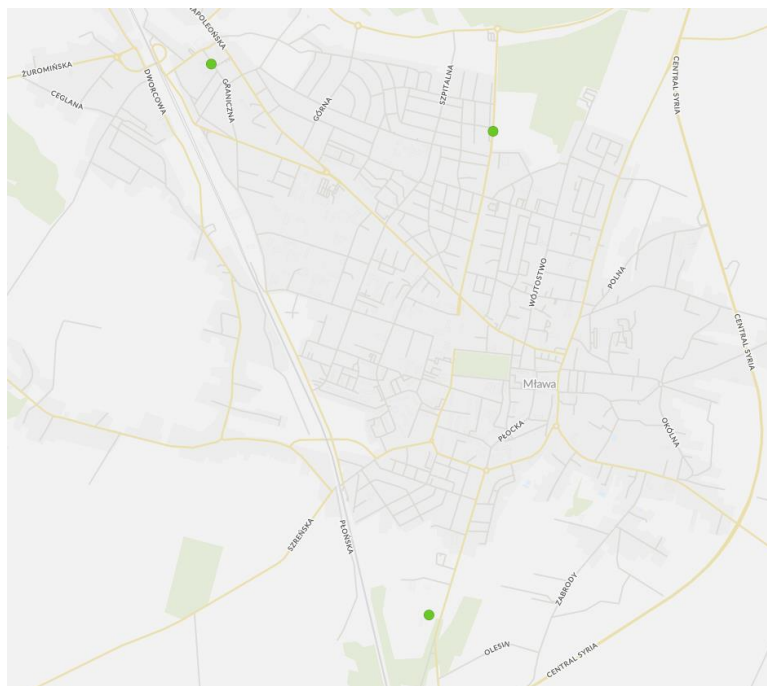 NAPOLEOŃSKA
ŻUROMIŃSKA
CEGLANA
DWORCOWA
GRANICZNA
GÓRNA
SZPITALNA
CENTRAL SYRIA
POLNA
WÓJTOSTWO
CENTRAL SYRIA
Mława
PŁOCKA
OKÓLNA
SZREŃSKA
PŁOŃSKA
ZABRODY
OLESIN
CENTRAL SYRIA